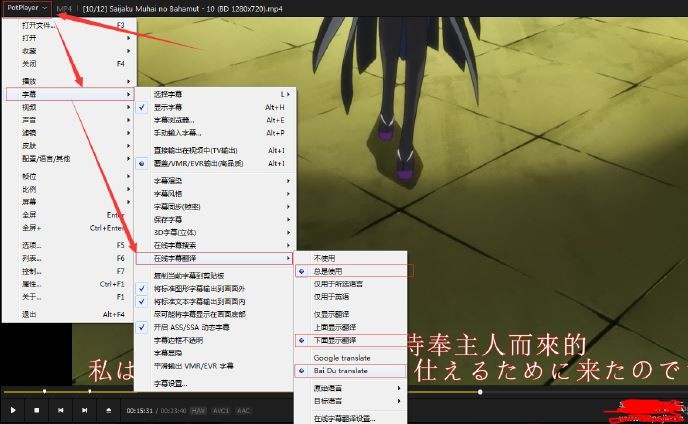 PotPlayer MP4 [10/12] Saijaku Muhai no Bahamut - 10 (BD 1280x720).mp4
打开文件... F3
打开
收藏
关闭 F4
播放
字幕
视频
声音
滤镜
皮肤
配置/语言/其他
帧位
比例
屏幕
全屏 Enter
全屏+ Ctrl+Enter
选项... F5
列表... F6
控制... F7
属性... Ctrl+F1
关于... F1
退出 Alt+F4
选择字幕 L
显示字幕 Alt+H
字幕浏览器... Alt+E
手动输入字幕... Alt+P
直接输出在视频中(TV输出) Alt+I
覆盖/VMR/EVR输出(高品质) Alt+I
字幕渲染
字幕风格
字幕同步(帧率)
保存字幕
3D字幕(立体)
在线字幕搜索
在线字幕翻译
复制当前字幕到剪贴板
将标准图形字幕输出到画面外
将标准文本字幕输出到画面内
尽可能将字幕显示在画面底部
开启 ASS/SSA 动态字幕
字幕边框不透明
字幕显隐
平滑输出 VMR/EVR 字幕
字幕设置...
不使用
总是使用
仅用于所选语言
仅用于英语
仅显示翻译
上面显示翻译
下面显示翻译
Google translate
Bai Du translate
原始语言
目标语言
在线字幕翻译设置...
侍奉主人而來的
私は 仕えるために来たのです
00:15:31 / 00:23:40 H/W AVC1 AAC